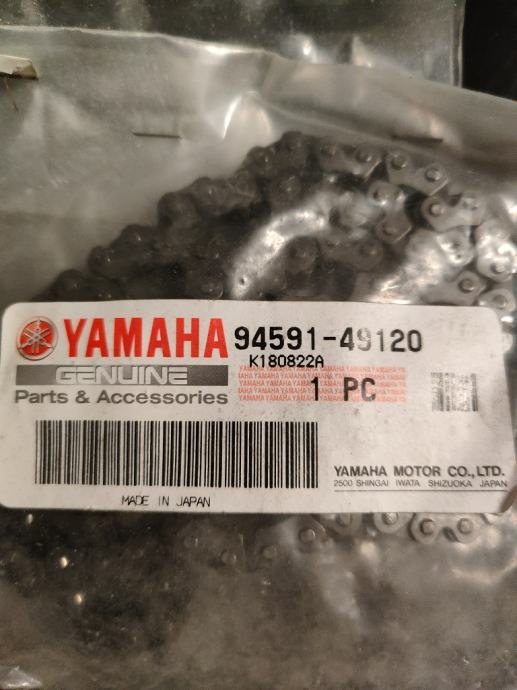 YAMAHA 94591-49120
K180822A
GENUINE
1 PC
Parts & Accessories
YAMAHA MOTOR CO., LTD.
2500 SHINGAI IWATA SHIZUOKA JAPAN
MADE IN JAPAN